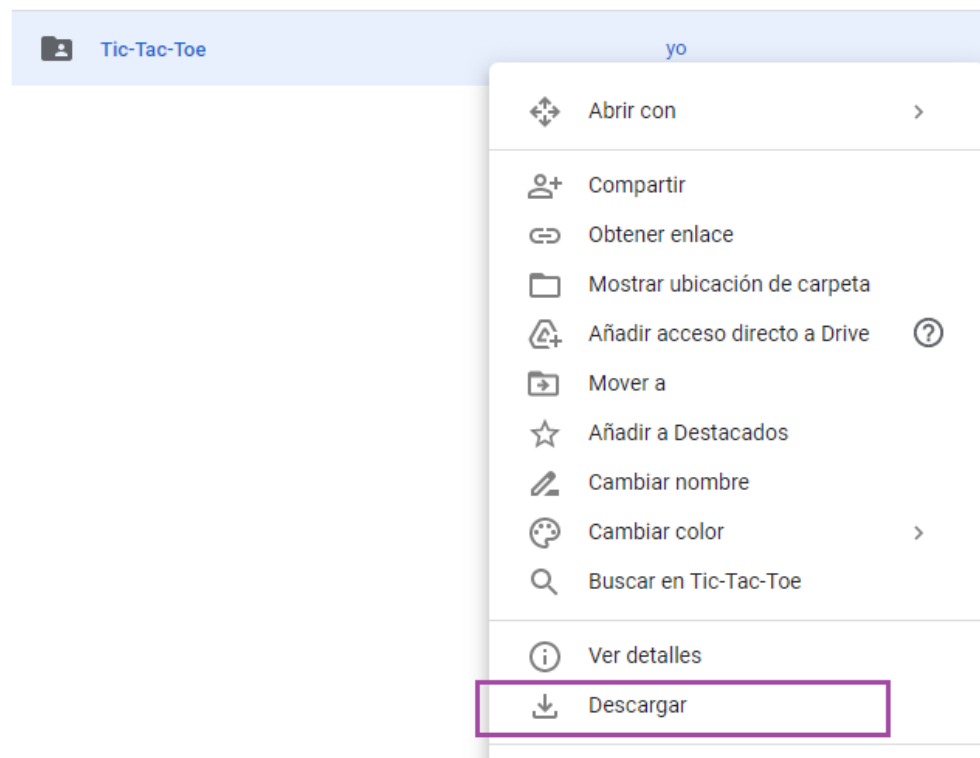 Tic-Tac-Toe yo
Abrir con
Compartir
Obtener enlace
Mostrar ubicación de carpeta
Añadir acceso directo a Drive
Mover a
Añadir a Destacados
Cambiar nombre
Cambiar color
Buscar en Tic-Tac-Toe
Ver detalles
Descargar